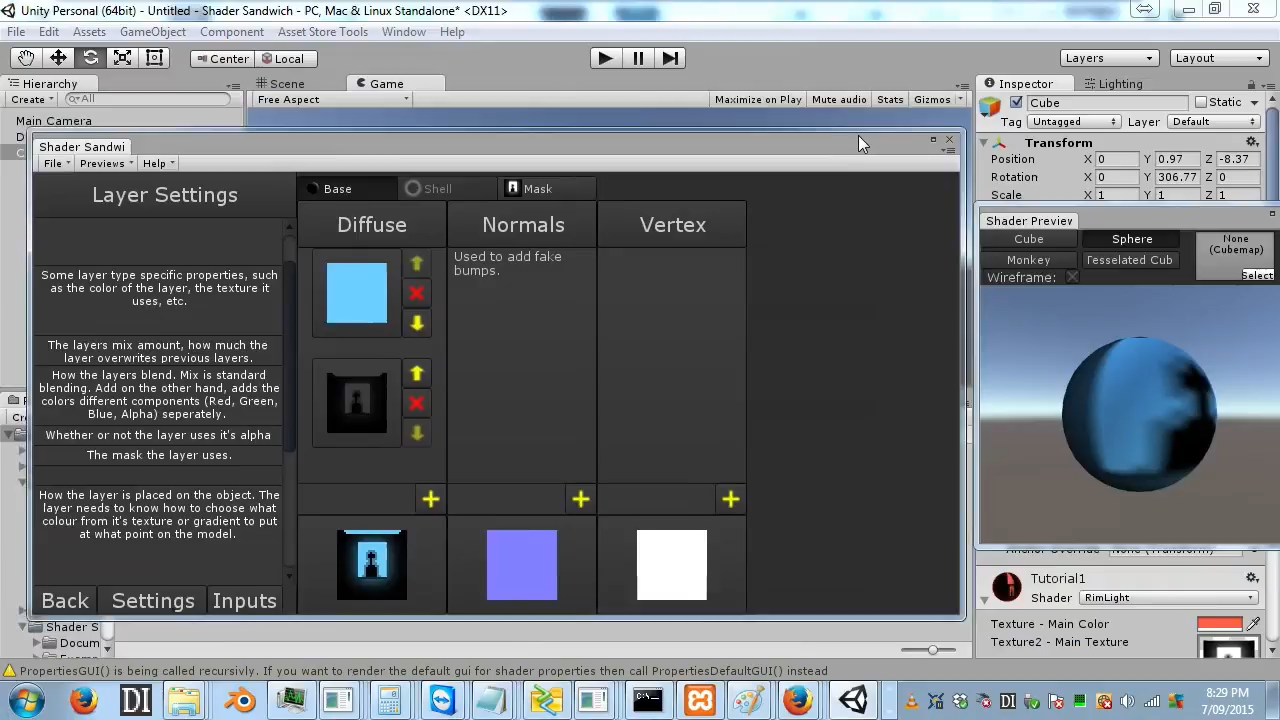 Unity Personal (64bit) - Untitled - Shader Sandwich - PC, Mac & Linux Standalone* <DX11>
File Edit Assets GameObject Component Asset Store Tools Window Help
Center Local Layers Layout
Hierarchy Scene Game Inspector Lighting
Create All Free Aspect Maximize on Play Mute audio Stats Gizmos Cube Static
Main Camera Tag Untagged Layer Default
Shader Sandwi Transform
File Previews Help Position X 0 Y 0.97 Z -8.37
Rotation X 0 Y 306.77 Z 0
Scale X 1 Y 1 Z 1
Layer Settings Base Shell Mask
Diffuse Normals Vertex
Shader Preview
Cube Sphere None
(Cubemap)
Monkey Tesselated Cub
Select
Wireframe:
Used to add fake
bumps.
Some layer type specific properties, such
as the color of the layer, the texture it
uses, etc.
The layers mix amount, how much the
layer overwrites previous layers.
How the layers blend. Mix is standard
blending. Add on the other hand, adds the
colors different components (Red, Green,
Blue, Alpha) seperately.
Whether or not the layer uses it's alpha
The mask the layer uses.
How the layer is placed on the object. The
layer needs to know how to choose what
colour from it's texture or gradient to put
at what point on the model.
Back Settings Inputs
Tutorial1
Shader RimLight
Texture - Main Color
Texture2 - Main Texture
Shader S
Docum
PropertiesGUI() is being called recursivly. If you want to render the default gui for shader properties then call PropertiesDefaultGUI() instead
DI DI
8:29 PM
7/09/2015